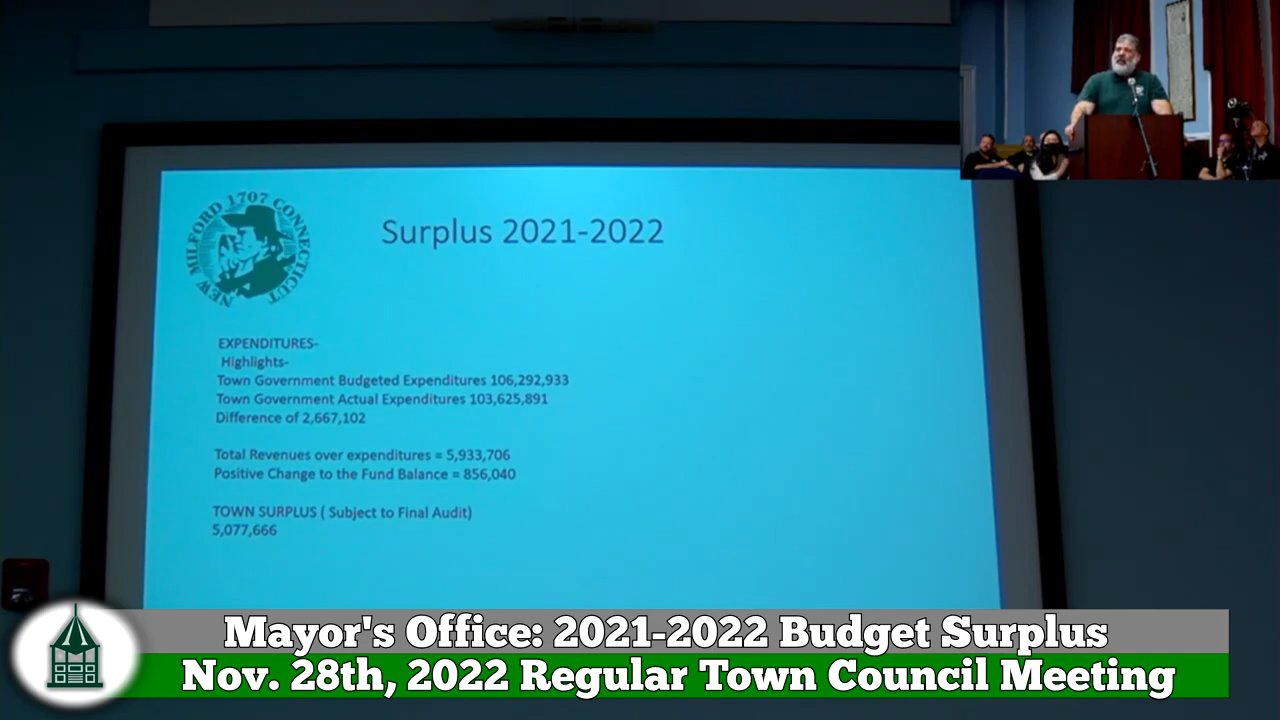 NEW MILFORD 1707 CONNECTICUT
Surplus 2021-2022
EXPENDITURES-
Highlights-
Town Government Budgeted Expenditures 106,292,933
Town Government Actual Expenditures 103,625,891
Difference of 2,667,102
Total Revenues over expenditures = 5,933,706
Positive Change to the Fund Balance = 856,040
TOWN SURPLUS ( Subject to Final Audit)
5,077,666
Mayor's Office: 2021-2022 Budget Surplus
Nov. 28th, 2022 Regular Town Council Meeting